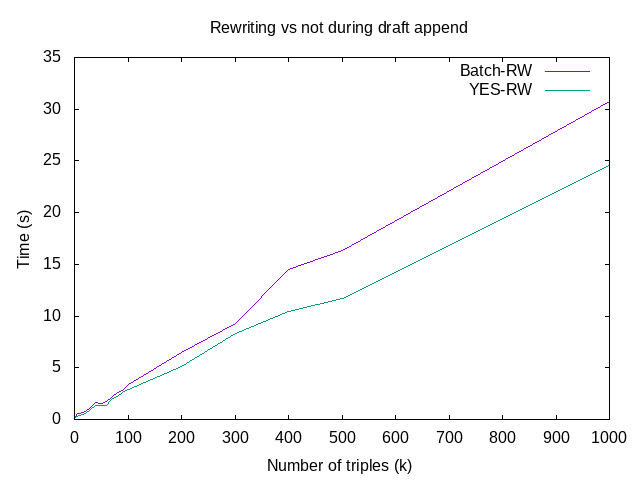 Rewriting vs not during draft append
Batch-RW
YES-RW
Time (s)
35
30
25
20
15
10
5
0
0 100 200 300 400 500 600 700 800 900 1000
Number of triples (k)